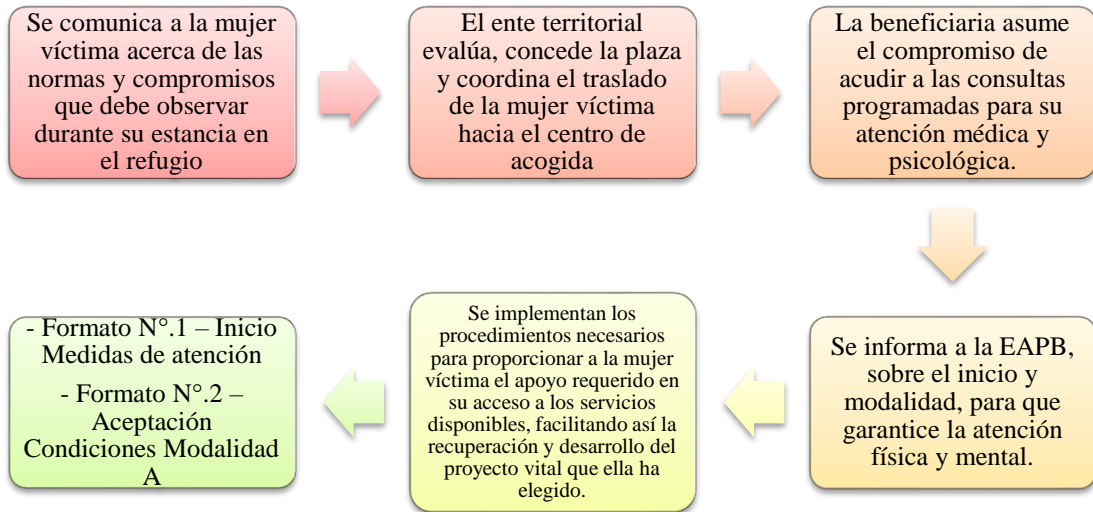 Se comunica a la mujer
víctima acerca de las
normas y compromisos
que debe observar
durante su estancia en
el refugio
El ente territorial
evalúa, concede la plaza
y coordina el traslado
de la mujer víctima
hacia el centro de
acogida
La beneficiaria asume
el compromiso de
acudir a las consultas
programadas para su
atención médica y
psicológica.
Se informa a la EAPB,
sobre el inicio y
modalidad, para que
garantice la atención
física y mental.
Se implementan los
procedimientos necesarios
para proporcionar a la mujer
víctima el apoyo requerido en
su acceso a los servicios
disponibles, facilitando así la
recuperación y desarrollo del
proyecto vital que ella ha
elegido.
- Formato N°.1 – Inicio
Medidas de atención
- Formato N°.2 –
Aceptación
Condiciones Modalidad
A